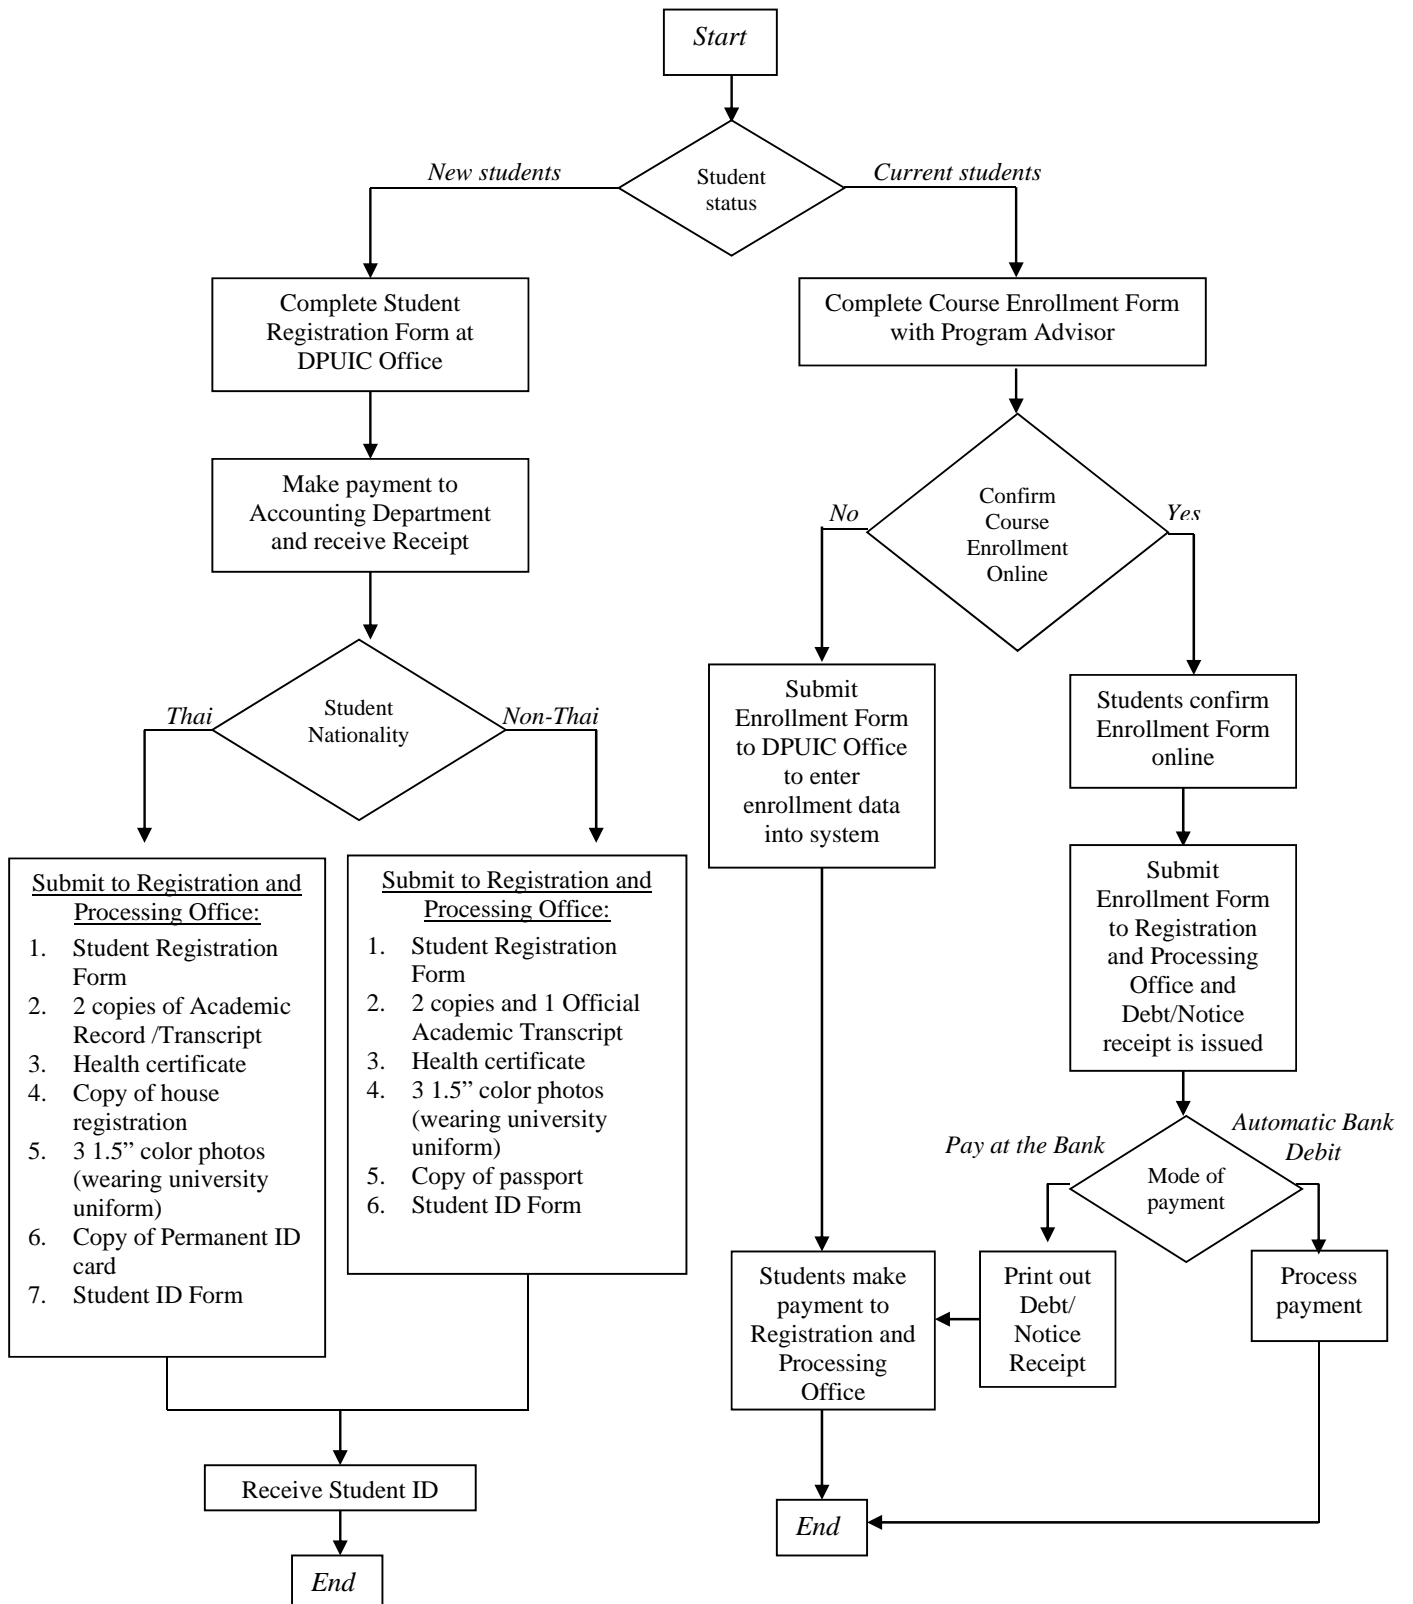 Start
Student
status
New students
Current students
Complete Student
Registration Form at
DPUIC Office
Make payment to
Accounting Department
and receive Receipt
Student
Nationality
Thai
Non-Thai
Submit to Registration and
Processing Office:
1. Student Registration
Form
2. 2 copies of Academic
Record /Transcript
3. Health certificate
4. Copy of house
registration
5. 3 1.5” color photos
(wearing university
uniform)
6. Copy of Permanent ID
card
7. Student ID Form
Submit to Registration and
Processing Office:
1. Student Registration
Form
2. 2 copies and 1 Official
Academic Transcript
3. Health certificate
4. 3 1.5” color photos
(wearing university
uniform)
5. Copy of passport
6. Student ID Form
Receive Student ID
End
Complete Course Enrollment Form
with Program Advisor
Confirm
Course
Enrollment
Online
No
Yes
Submit
Enrollment Form
to DPUIC Office
to enter
enrollment data
into system
Students confirm
Enrollment Form
online
Submit
Enrollment Form
to Registration
and Processing
Office and
Debt/Notice
receipt is issued
Mode of
payment
Pay at the Bank
Automatic Bank
Debit
Students make
payment to
Registration and
Processing
Office
Print out
Debt/
Notice
Receipt
Process
payment
End